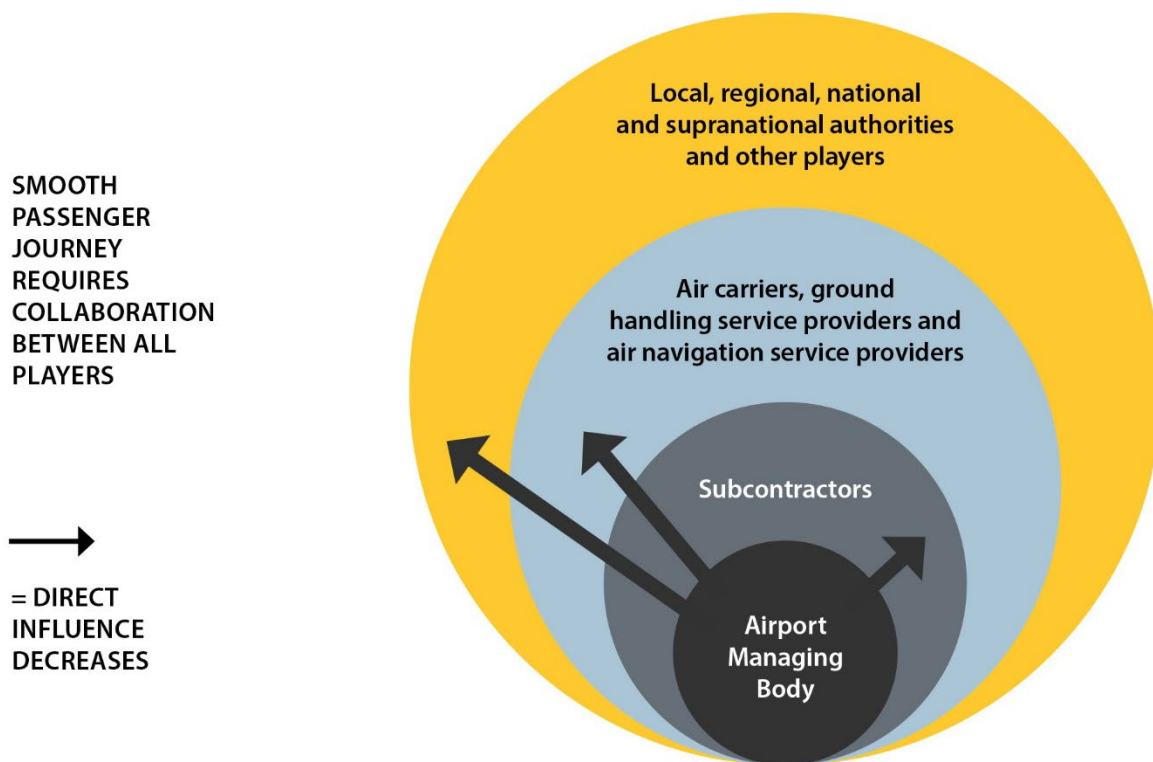 SMOOTH
PASSENGER
JOURNEY
REQUIRES
COLLABORATION
BETWEEN ALL
PLAYERS
= DIRECT
INFLUENCE
DECREASES
Local, regional, national
and supranational authorities
and other players
Air carriers, ground
handling service providers and
air navigation service providers
Subcontractors
Airport
Managing
Body